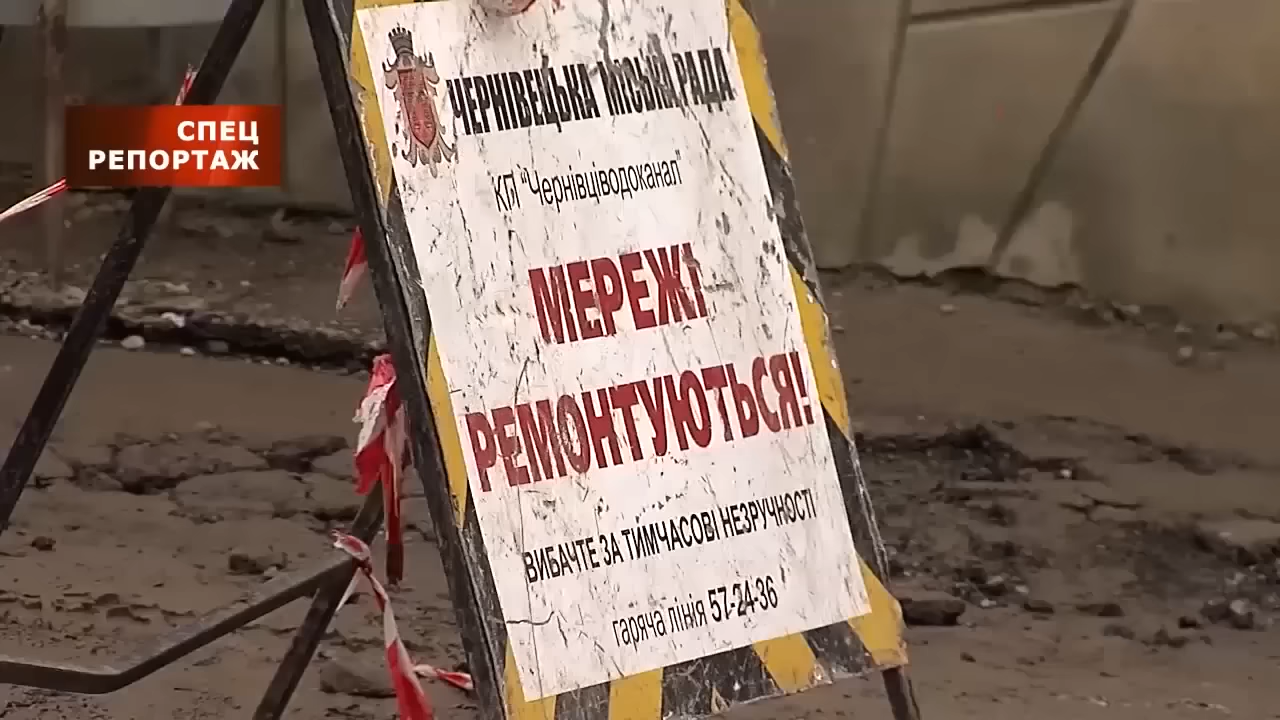 СПЕЦ
РЕПОРТАЖ
ЧЕРНІВЕЦЬКА МІСЬКА РАДА
КП "Чернівціводоканал"
МЕРЕЖІ
РЕМОНТУЮТЬСЯ!
ВИБАЧТЕ ЗА ТИМЧАСОВІ НЕЗРУЧНОСТІ
гаряча лінія 57-24-36